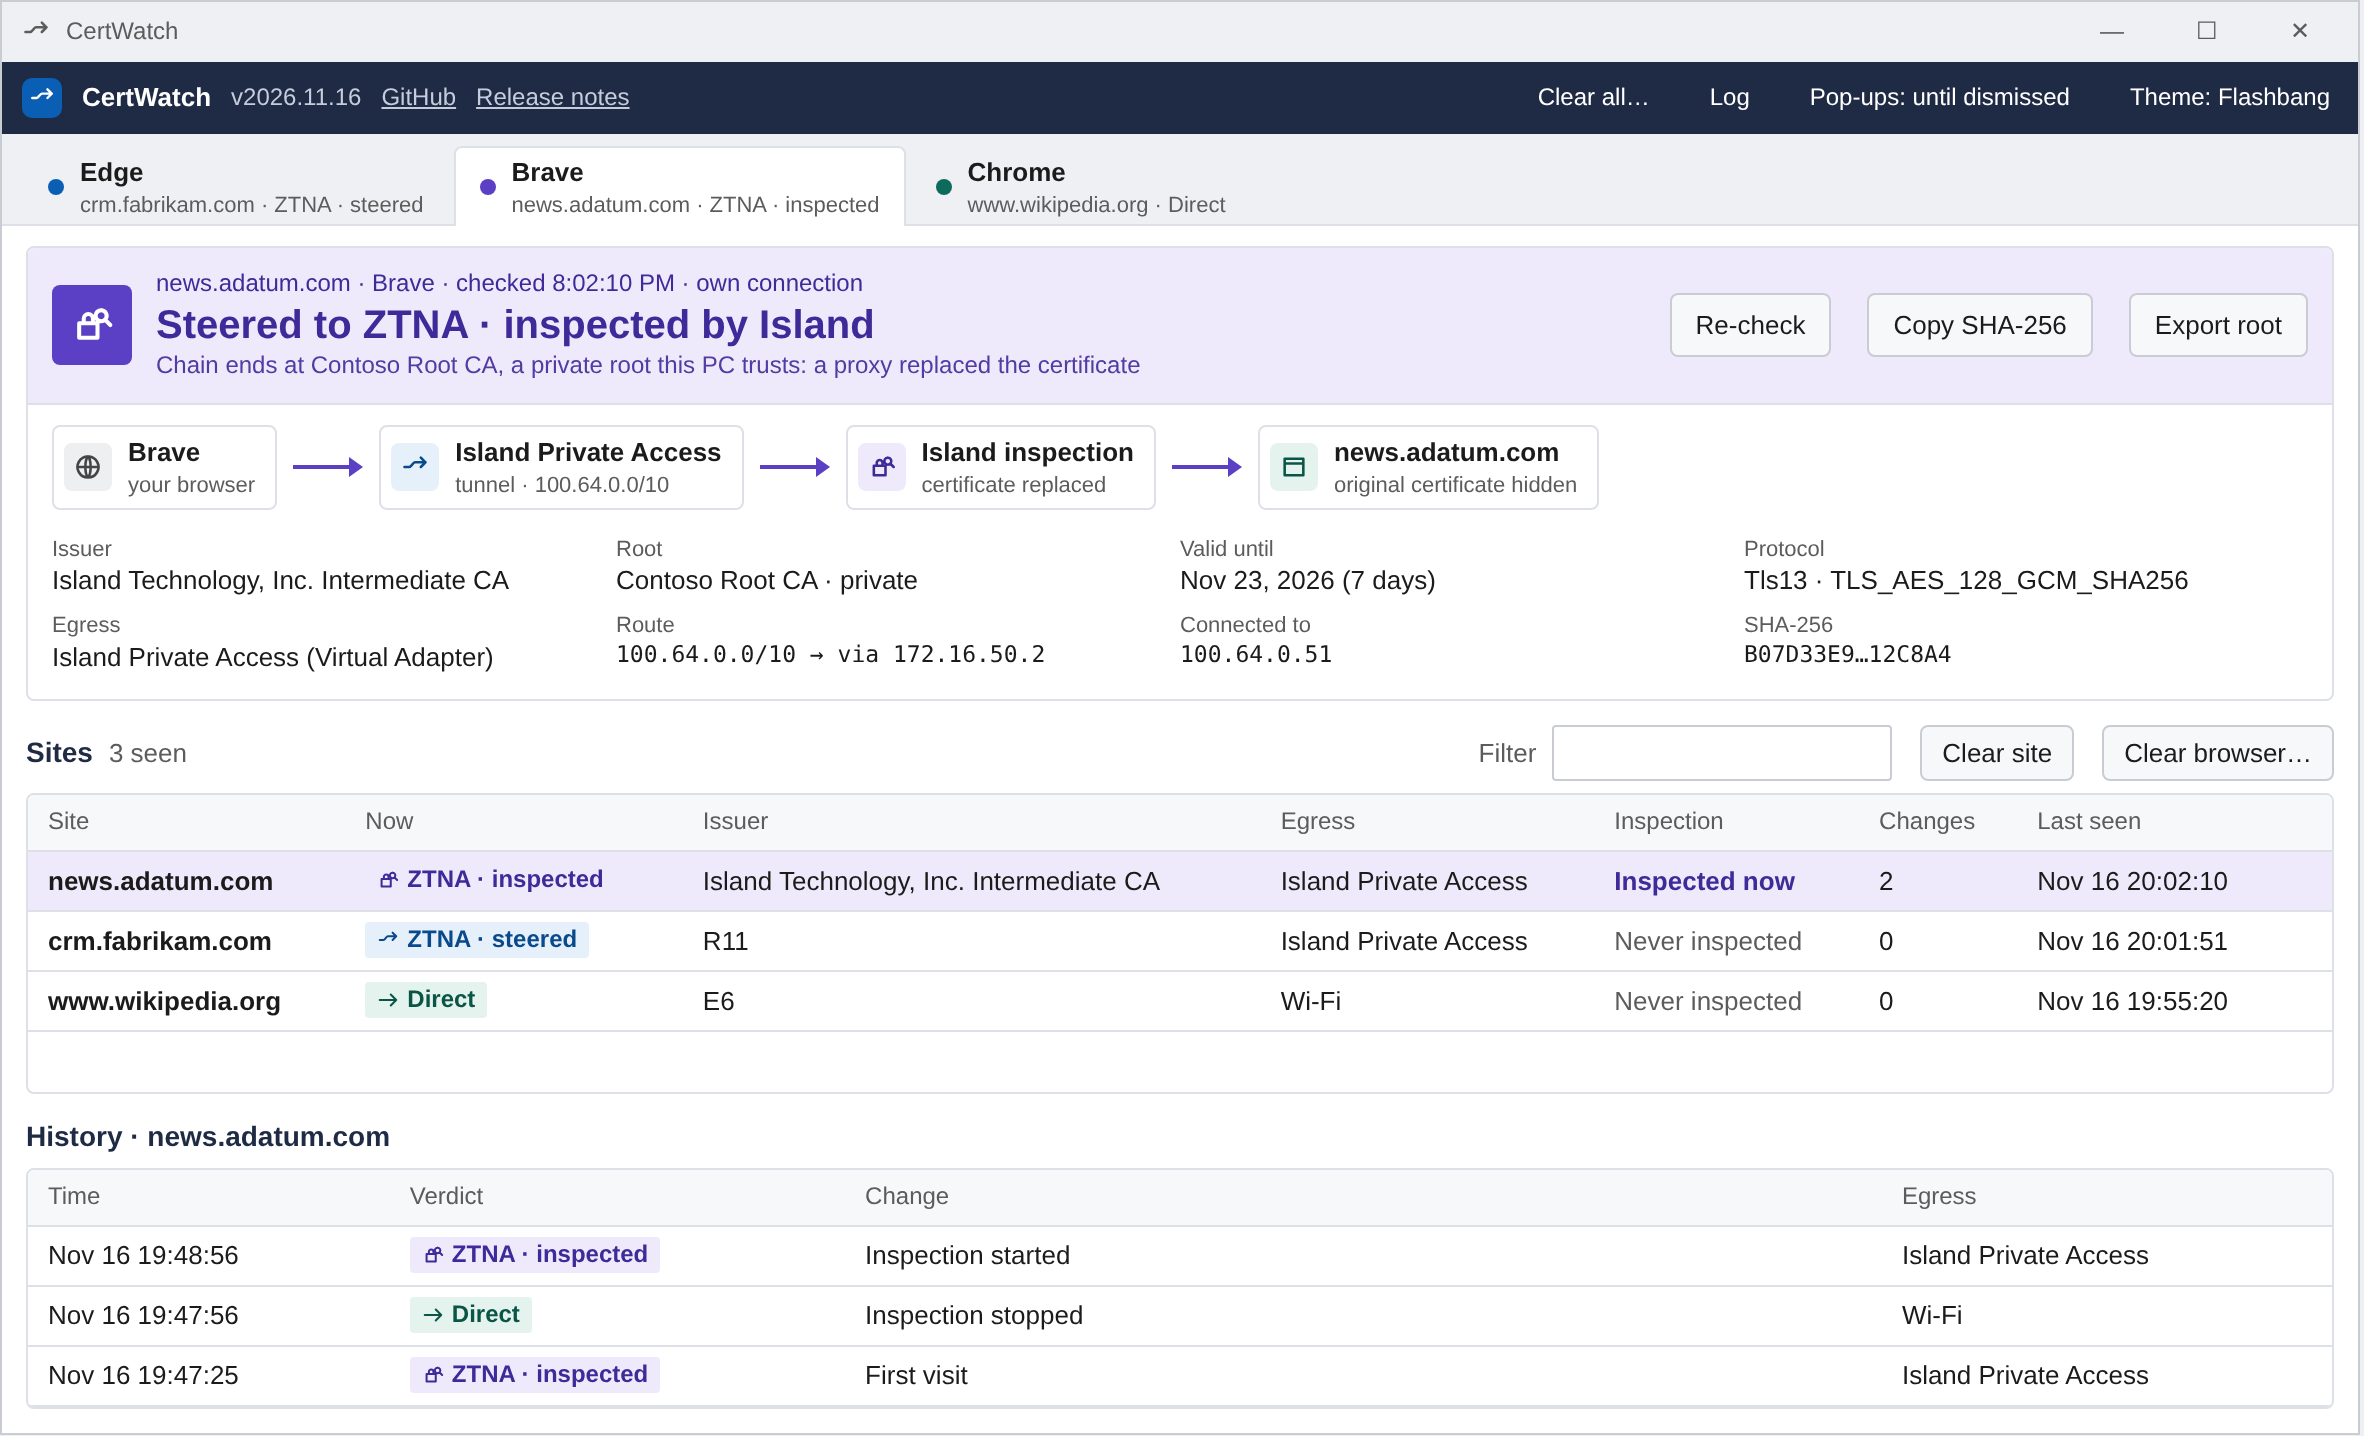 CertWatch
CertWatch v2026.11.16 GitHub Release notes Clear all… Log Pop-ups: until dismissed Theme: Flashbang
Edge
crm.fabrikam.com · ZTNA · steered
Brave
news.adatum.com · ZTNA · inspected
Chrome
www.wikipedia.org · Direct
news.adatum.com · Brave · checked 8:02:10 PM · own connection
Steered to ZTNA · inspected by Island
Chain ends at Contoso Root CA, a private root this PC trusts: a proxy replaced the certificate
Re-check Copy SHA-256 Export root
Brave
your browser
Island Private Access
tunnel · 100.64.0.0/10
Island inspection
certificate replaced
news.adatum.com
original certificate hidden
Issuer
Island Technology, Inc. Intermediate CA
Root
Contoso Root CA · private
Valid until
Nov 23, 2026 (7 days)
Protocol
Tls13 · TLS_AES_128_GCM_SHA256
Egress
Island Private Access (Virtual Adapter)
Route
100.64.0.0/10 → via 172.16.50.2
Connected to
100.64.0.51
SHA-256
B07D33E9…12C8A4
Sites 3 seen Filter Clear site Clear browser…
Site Now Issuer Egress Inspection Changes Last seen
news.adatum.com ZTNA · inspected Island Technology, Inc. Intermediate CA Island Private Access Inspected now 2 Nov 16 20:02:10
crm.fabrikam.com ZTNA · steered R11 Island Private Access Never inspected 0 Nov 16 20:01:51
www.wikipedia.org Direct E6 Wi-Fi Never inspected 0 Nov 16 19:55:20
History · news.adatum.com
Time Verdict Change Egress
Nov 16 19:48:56 ZTNA · inspected Inspection started Island Private Access
Nov 16 19:47:56 Direct Inspection stopped Wi-Fi
Nov 16 19:47:25 ZTNA · inspected First visit Island Private Access